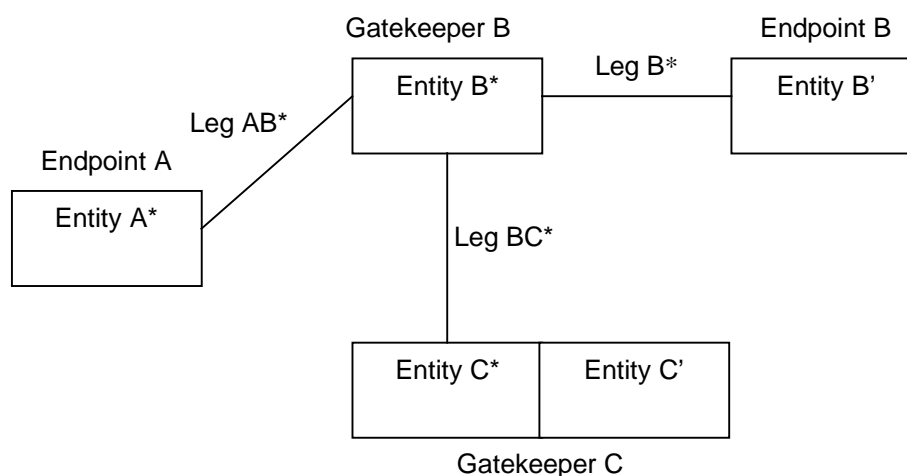 Gatekeeper B
Endpoint B
Entity B*
Leg B*
Entity B’
Leg AB*
Endpoint A
Entity A*
Leg BC*
Entity C*
Entity C’
Gatekeeper C